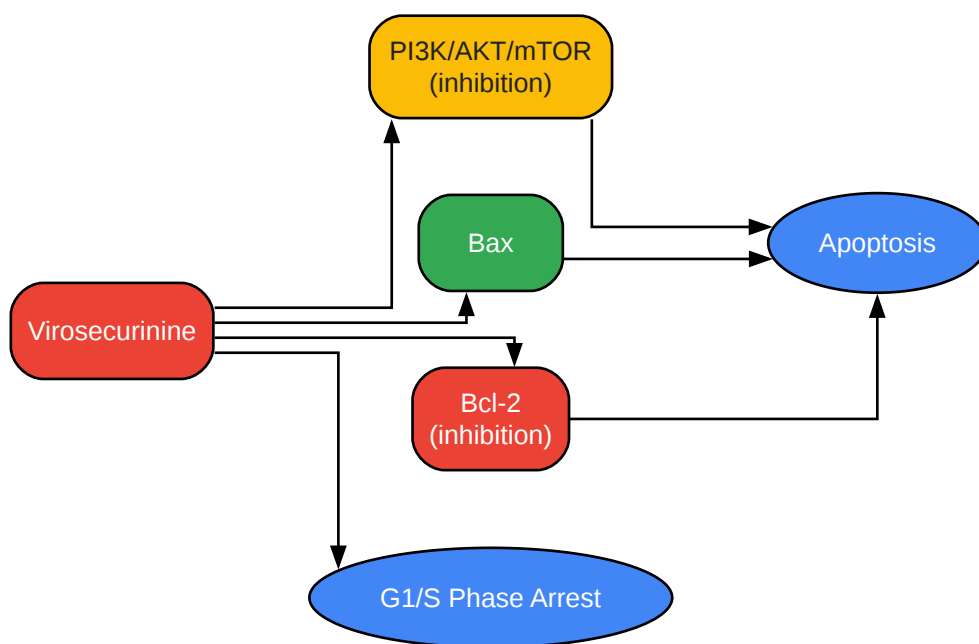 PI3K/AKT/mTOR
(inhibition)
Bax
Apoptosis
Virosecurinine
Bcl-2
(inhibition)
G1/S Phase Arrest